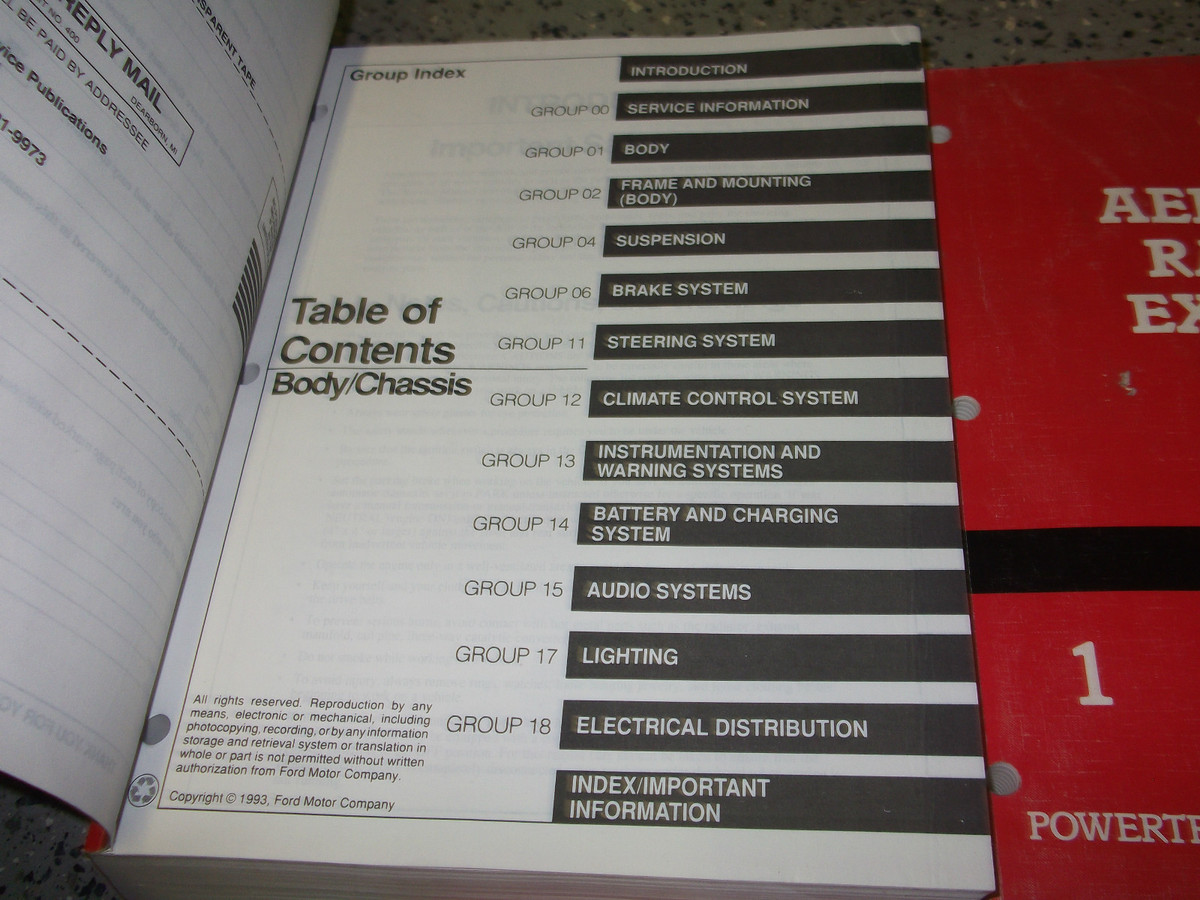 TRANSPARENT TAPE
REPLY MAIL
DEARBORN, MI
BE PAID BY ADDRESSEE
Service Publications
1-9973
Group Index
INTRODUCTION
GROUP 00 SERVICE INFORMATION
GROUP 01 BODY
GROUP 02 FRAME AND MOUNTING
(BODY)
GROUP 04 SUSPENSION
GROUP 06 BRAKE SYSTEM
Table of
Contents
Body/Chassis
GROUP 11 STEERING SYSTEM
GROUP 12 CLIMATE CONTROL SYSTEM
GROUP 13 INSTRUMENTATION AND
WARNING SYSTEMS
GROUP 14 BATTERY AND CHARGING
SYSTEM
GROUP 15 AUDIO SYSTEMS
GROUP 17 LIGHTING
GROUP 18 ELECTRICAL DISTRIBUTION
INDEX/IMPORTANT
INFORMATION
All rights reserved. Reproduction by any
means, electronic or mechanical, including
photocopying, recording, or by any information
storage and retrieval system or translation in
whole or part is not permitted without written
authorization from Ford Motor Company.
Copyright © 1993, Ford Motor Company
AE
R
EX
1
POWERT